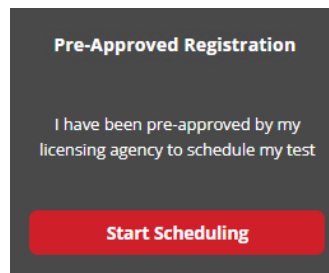 Pre-Approved Registration
I have been pre-approved by my
licensing agency to schedule my test
Start Scheduling